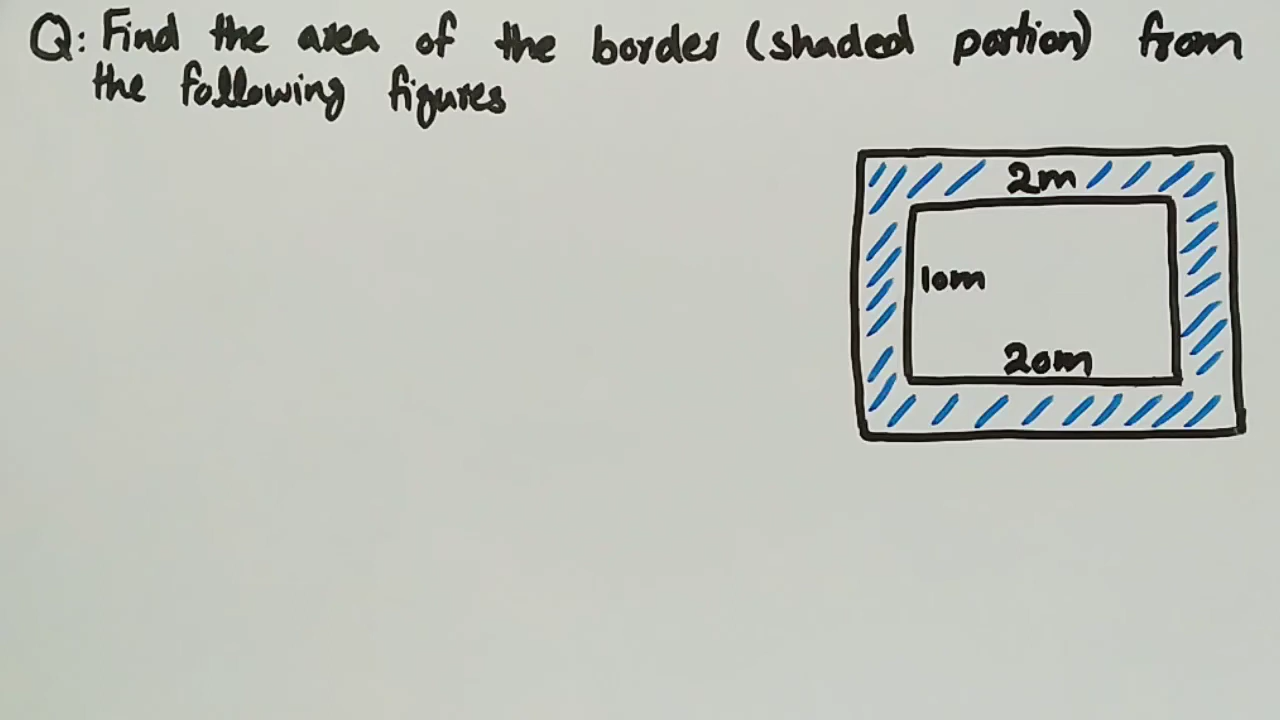 Q: Find the area of the border (shaded portion) from
the following figures
2m
10m
20m